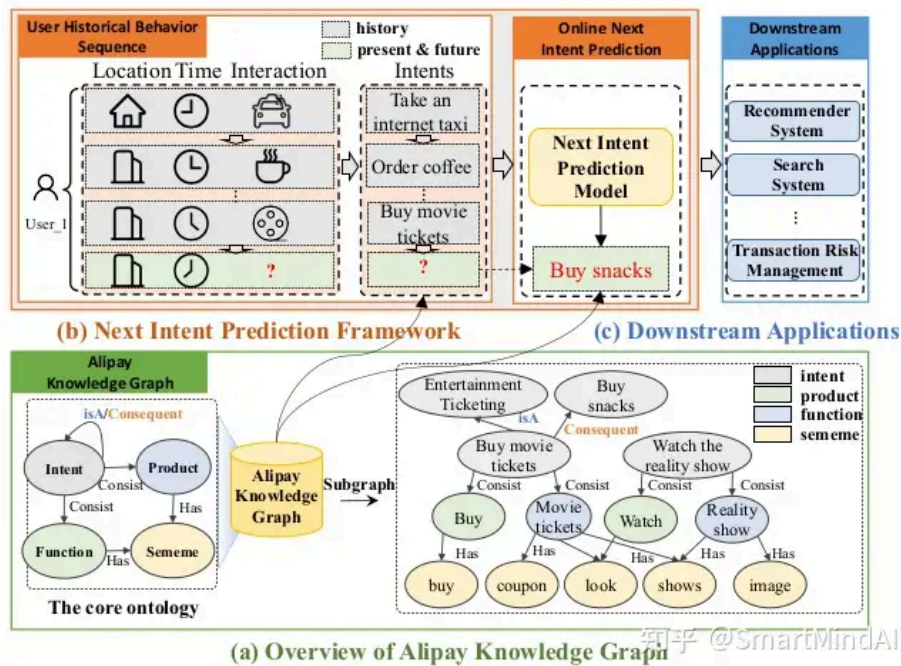 User Historical Behavior
Sequence
history
present & future
Location Time Interaction
Intents
User_1
Take an
internet taxi
Order coffee
Buy movie
tickets
?
?
Online Next
Intent Prediction
Next Intent
Prediction
Model
Buy snacks
Downstream
Applications
Recommender
System
Search
System
Transaction Risk
Management
(b) Next Intent Prediction Framework
(c) Downstream Applications
Alipay
Knowledge Graph
isA/Consequent
Intent
Product
Consist
Consist
Has
Function
Sememe
Has
The core ontology
Alipay
Knowledge
Graph
Subgraph
intent
product
function
sememe
Entertainment
Ticketing
Buy
snacks
isA
Consequent
Buy movie
tickets
Watch the
reality show
Consist
Consist
Consist
Consist
Buy
Movie
tickets
Watch
Reality
show
Has
Has
Has
Has
Has
buy
coupon
look
shows
image
(a) Overview of Alipay Knowledge Graph
知乎 @SmartMindAI